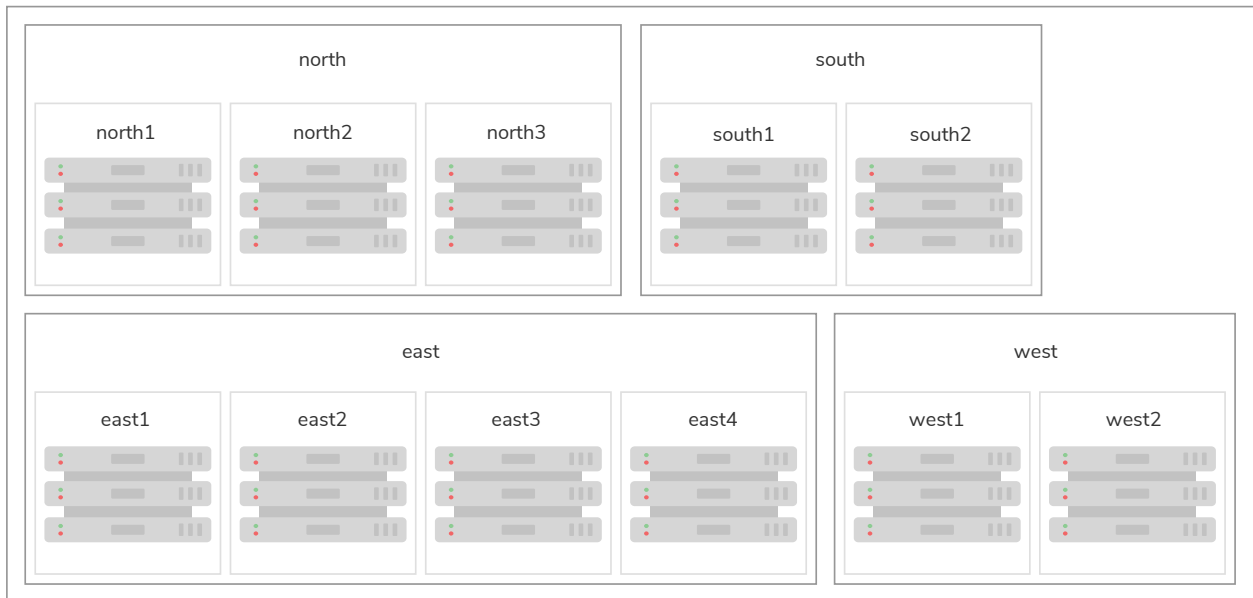 north
south
north1
north2
north3
south1
south2
east
west
east1
east2
east3
east4
west1
west2